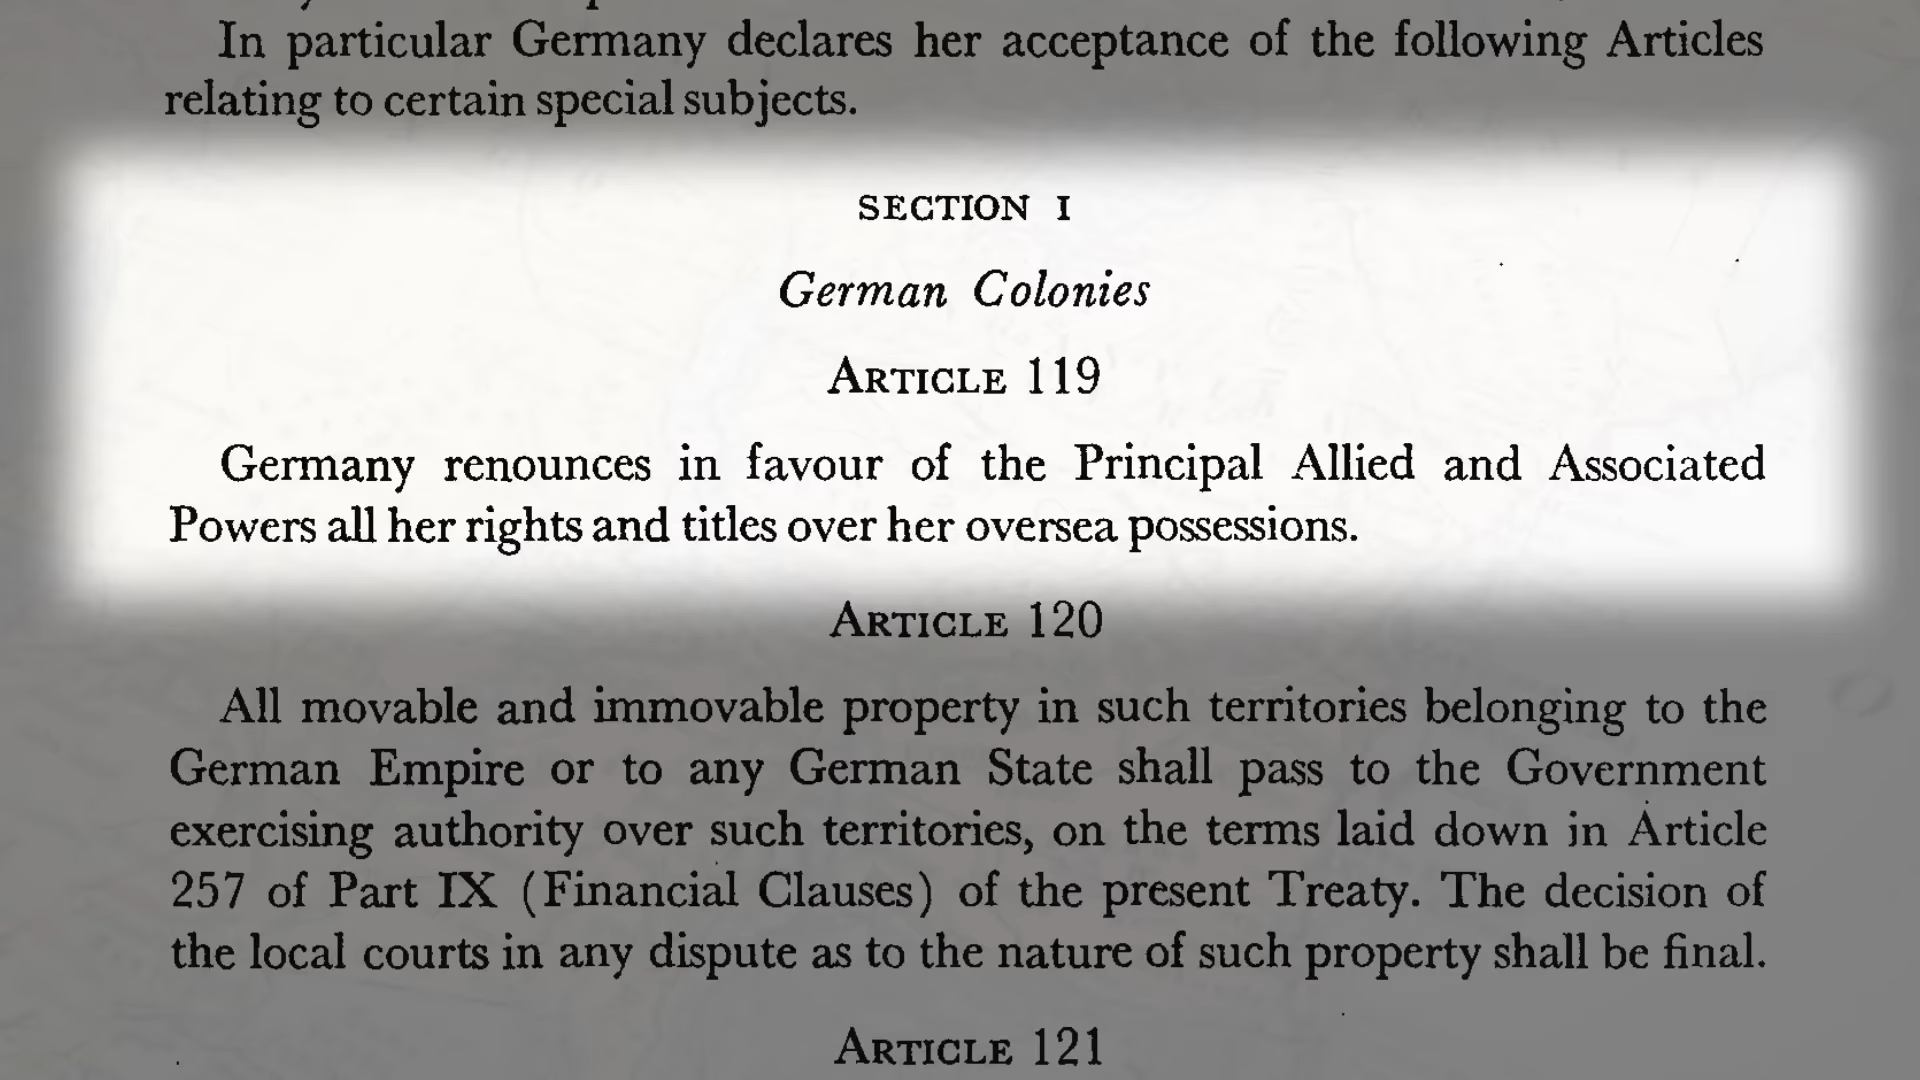 In particular Germany declares her acceptance of the following Articles
relating to certain special subjects.
SECTION I
German Colonies
ARTICLE 119
Germany renounces in favour of the Principal Allied and Associated
Powers all her rights and titles over her oversea possessions.
ARTICLE 120
All movable and immovable property in such territories belonging to the
German Empire or to any German State shall pass to the Government
exercising authority over such territories, on the terms laid down in Article
257 of Part IX (Financial Clauses) of the present Treaty. The decision of
the local courts in any dispute as to the nature of such property shall be final.
ARTICLE 121